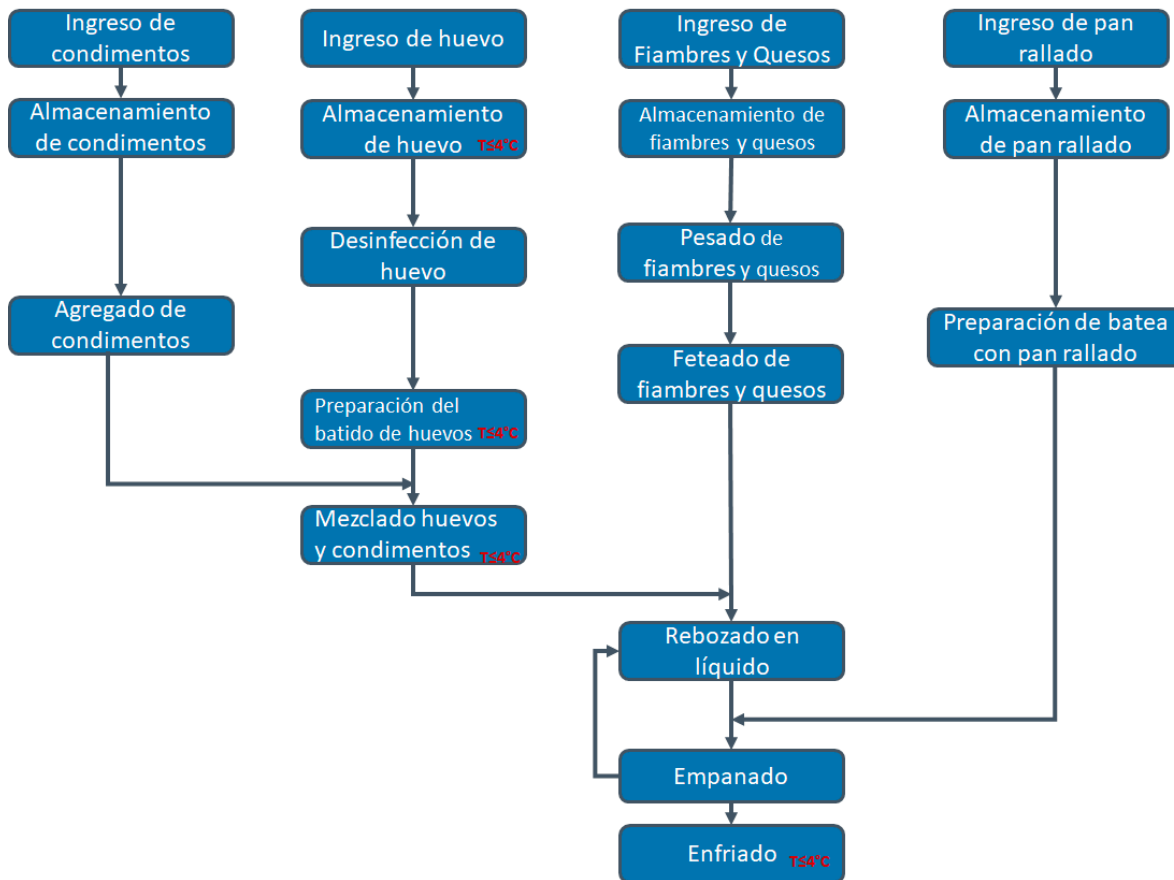 Ingreso de
condimentos
Ingreso de huevo
Ingreso de
Fiambres y Quesos
Ingreso de pan
rallado
Almacenamiento
de condimentos
Almacenamiento
de huevo T≤4°C
Almacenamiento de
fiambres y quesos
Almacenamiento
de pan rallado
Desinfección de
huevo
Pesado de
fiambres y quesos
Agregado de
condimentos
Preparación de batea
con pan rallado
Feteado de
fiambres y quesos
Preparación del
batido de huevos T≤4°C
Mezclado huevos
y condimentos T≤4°C
Rebozado en
líquido
Empanado
Enfriado T≤4°C